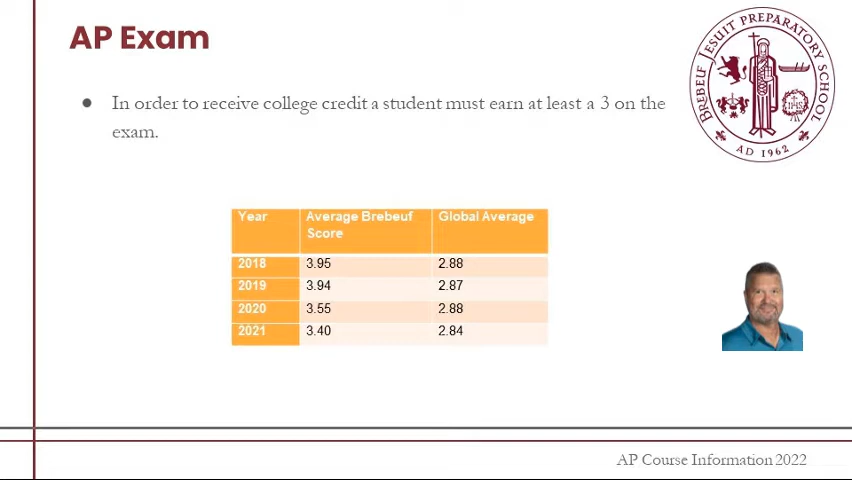 AP Exam
BREBEUF JESUIT PREPARATORY SCHOOL
IHS
AD 1962
● In order to receive college credit a student must earn at least a 3 on the
exam.
Year Average Brebeuf Score Global Average
2018 3.95 2.88
2019 3.94 2.87
2020 3.55 2.88
2021 3.40 2.84
AP Course Information 2022